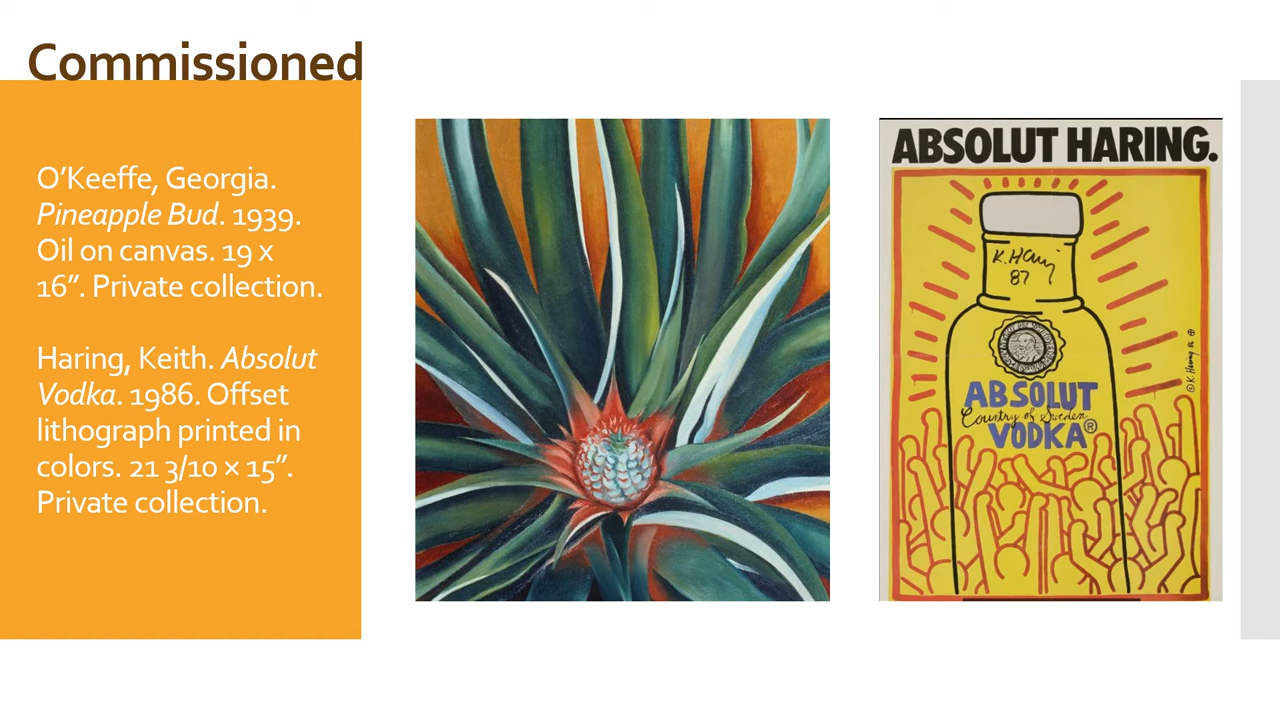 Commissioned
O’Keeffe, Georgia.
Pineapple Bud. 1939.
Oil on canvas. 19 x
16”. Private collection.
Haring, Keith. Absolut
Vodka. 1986. Offset
lithograph printed in
colors. 21 3/10 × 15”.
Private collection.
ABSOLUT HARING.
K. Haring
87
ABSOLUT
Country of Sweden
VODKA®
© K. Haring 86 ⊕